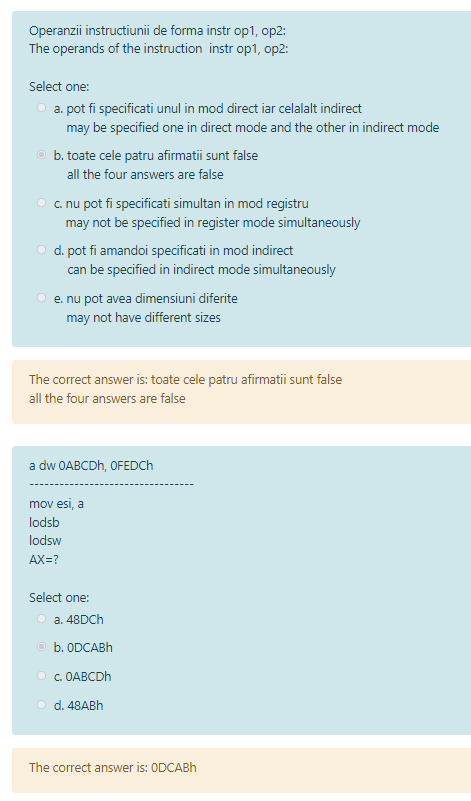 Operanzii instructiunii de forma instr op1, op2:
The operands of the instruction instr op1, op2:
Select one:
a. pot fi specificati unul in mod direct iar celalalt indirect
may be specified one in direct mode and the other in indirect mode
b. toate cele patru afirmatii sunt false
all the four answers are false
c. nu pot fi specificati simultan in mod registru
may not be specified in register mode simultaneously
d. pot fi amandoi specificati in mod indirect
can be specified in indirect mode simultaneously
e. nu pot avea dimensiuni diferite
may not have different sizes
The correct answer is: toate cele patru afirmatii sunt false
all the four answers are false
a dw 0ABCDh, 0FEDCh
---------------------------------
mov esi, a
lodsb
lodsw
AX=?
Select one:
a. 48DCh
b. 0DCABh
c. 0ABCDh
d. 48ABh
The correct answer is: 0DCABh